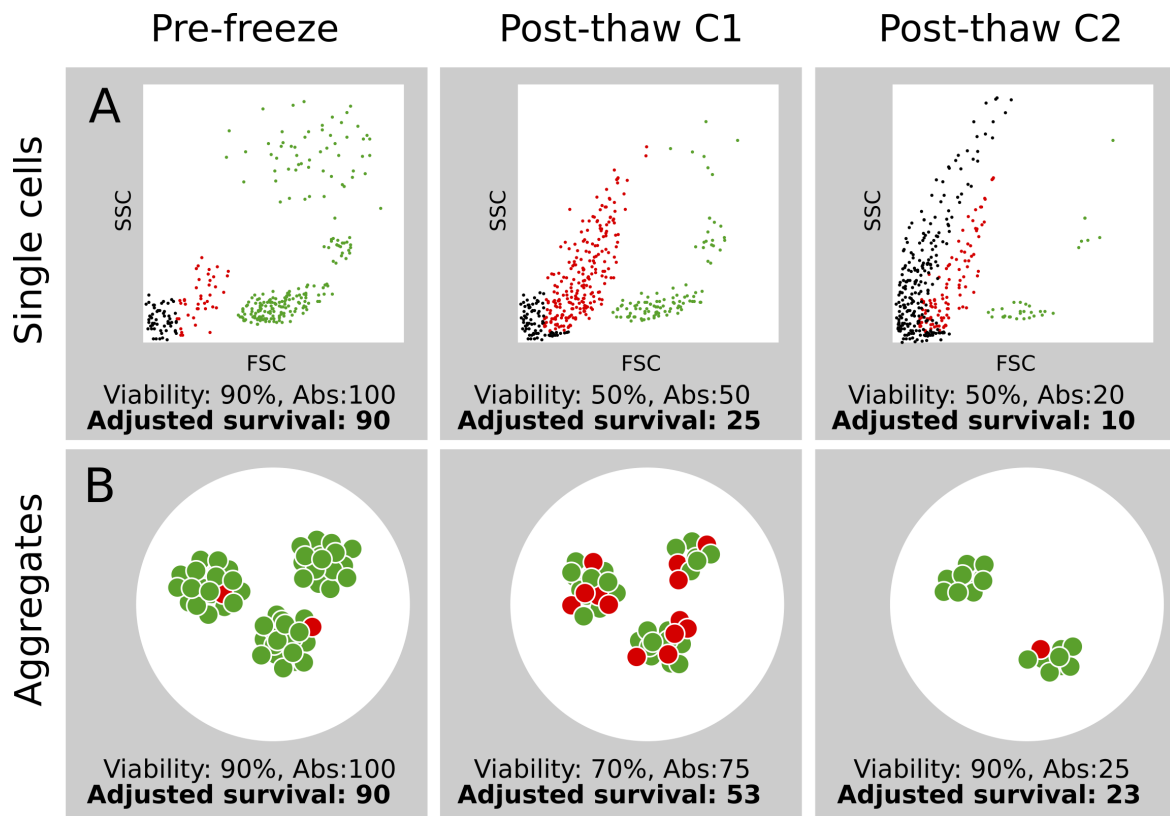 Pre-freeze
Post-thaw C1
Post-thaw C2
Single cells
A
SSC
FSC
Viability: 90%, Abs:100
Adjusted survival: 90
SSC
FSC
Viability: 50%, Abs:50
Adjusted survival: 25
SSC
FSC
Viability: 50%, Abs:20
Adjusted survival: 10
Aggregates
B
Viability: 90%, Abs:100
Adjusted survival: 90
Viability: 70%, Abs:75
Adjusted survival: 53
Viability: 90%, Abs:25
Adjusted survival: 23